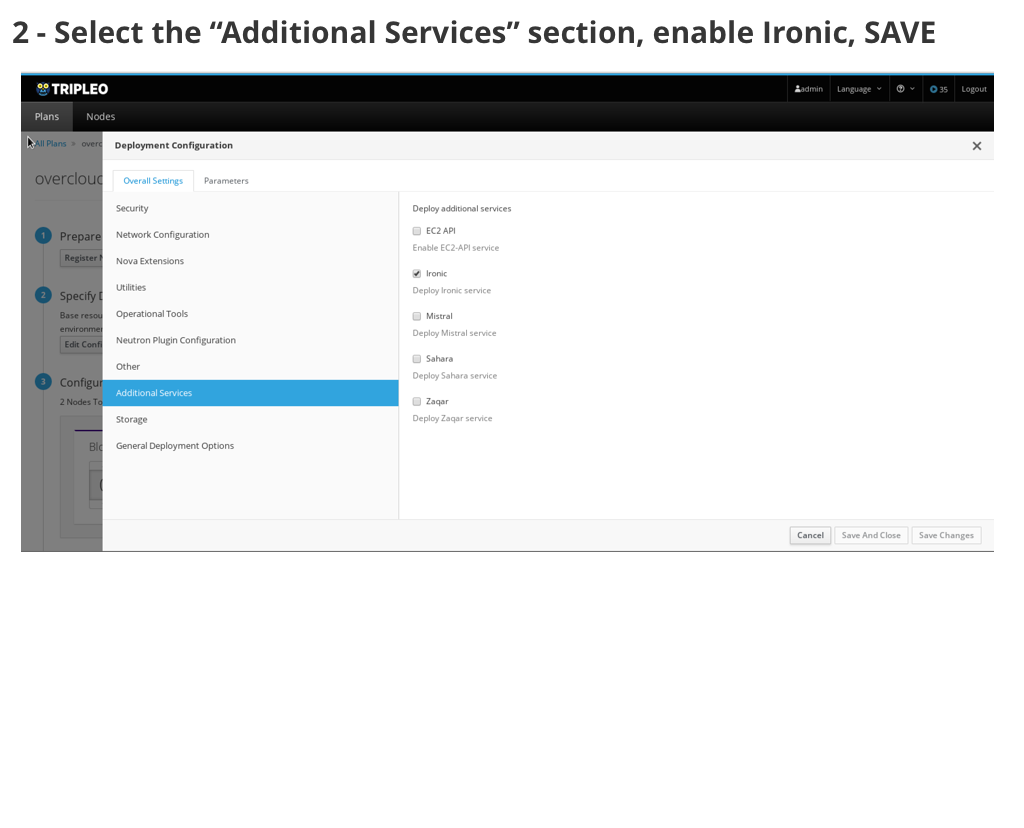 2 - Select the “Additional Services” section, enable Ironic, SAVE
TRIPLEO
admin
Language
35
Logout
Plans
Nodes
All Plans » overc
Deployment Configuration
overcloud
Overall Settings
Parameters
Security
Network Configuration
Nova Extensions
Utilities
Operational Tools
Neutron Plugin Configuration
Other
Additional Services
Storage
General Deployment Options
Deploy additional services
EC2 API
Enable EC2-API service
Ironic
Deploy Ironic service
Mistral
Deploy Mistral service
Sahara
Deploy Sahara service
Zaqar
Deploy Zaqar service
1 Prepare
Register
2 Specify D
Base resou
environmen
Edit Confi
3 Configur
2 Nodes To
Blo
Cancel
Save And Close
Save Changes